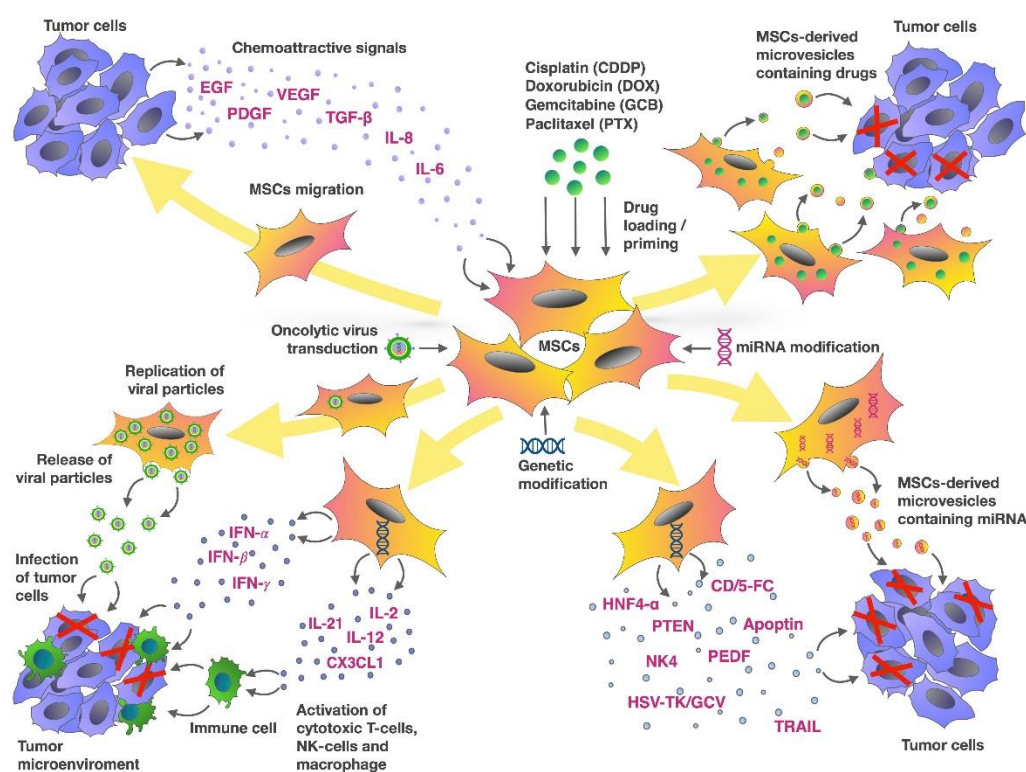 Tumor cells
Chemoattractive signals
EGF
VEGF
PDGF
TGF-β
IL-8
IL-6
MSCs migration
Cisplatin (CDDP)
Doxorubicin (DOX)
Gemcitabine (GCB)
Paclitaxel (PTX)
Drug
loading /
priming
MSCs-derived
microvesicles
containing drugs
Tumor cells
Oncolytic virus
transduction
MSCs
miRNA modification
Genetic
modification
Replication of
viral particles
Release of
viral particles
Infection
of tumor
cells
IFN-α
IFN-β
IFN-γ
IL-21
IL-2
IL-12
CX3CL1
Immune cell
Activation of
cytotoxic T-cells,
NK-cells and
macrophage
Tumor
microenviroment
HNF4-α
CD/5-FC
PTEN
Apoptin
NK4
PEDF
HSV-TK/GCV
TRAIL
MSCs-derived
microvesicles
containing miRNA
Tumor cells